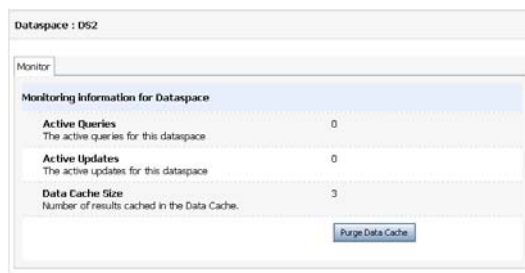 Dataspace : DS2
Monitor
Monitoring information for Dataspace
Active Queries 0
The active queries for this dataspace
Active Updates 0
The active updates for this dataspace
Data Cache Size 3
Number of results cached in the Data Cache.
Purge Data Cache